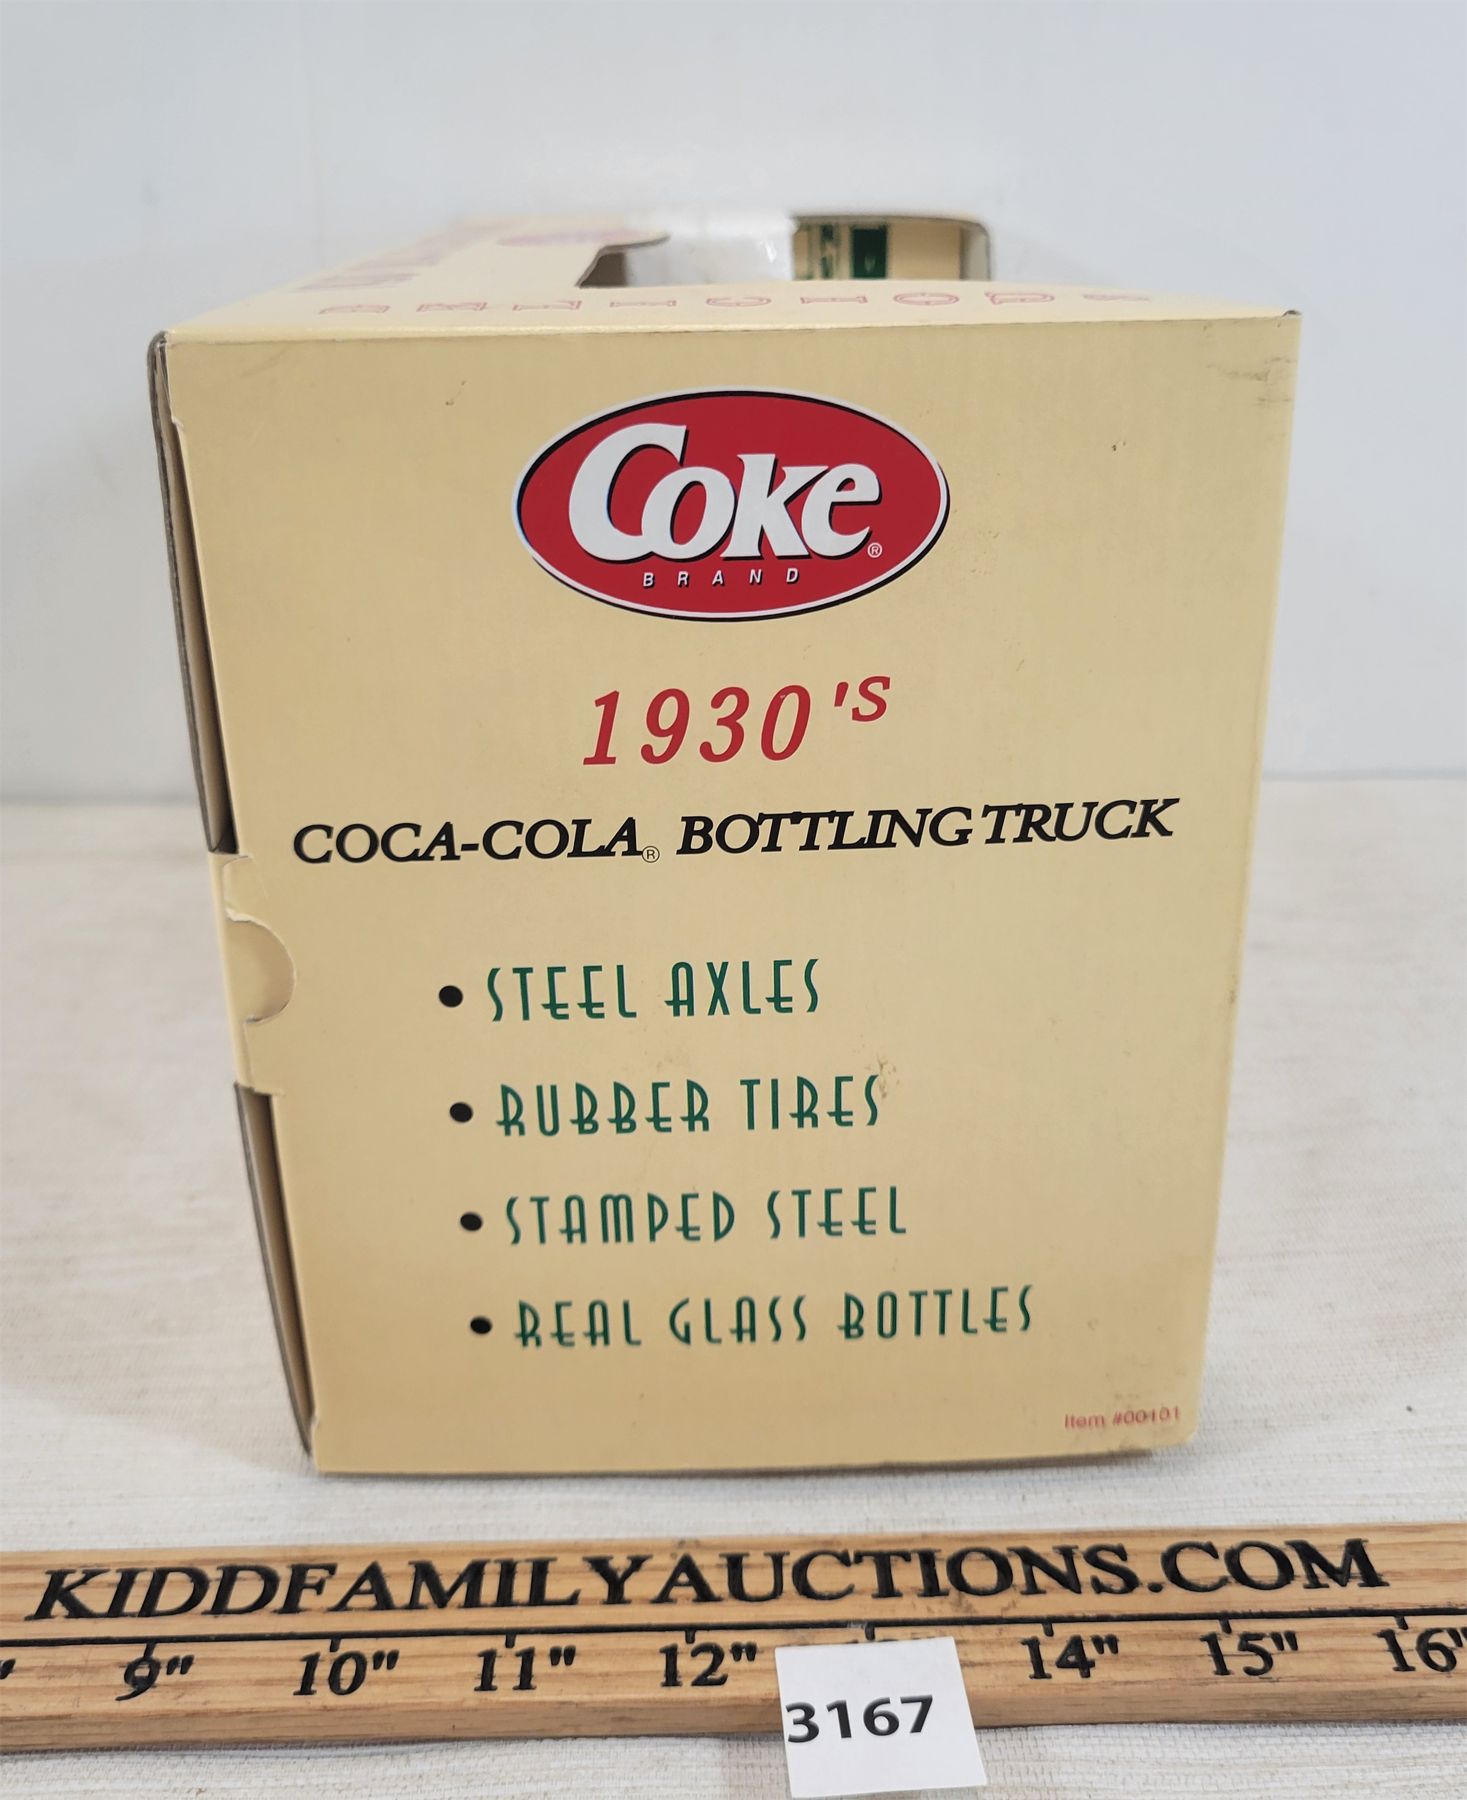 Coke®
BRAND
1930's
COCA-COLA® BOTTLING TRUCK
• STEEL AXLES
• RUBBER TIRES
• STAMPED STEEL
• REAL GLASS BOTTLES
Item #00101
KIDDFAMILYAUCTIONS.COM
9" 10" 11" 12" 14" 15" 16"
3167